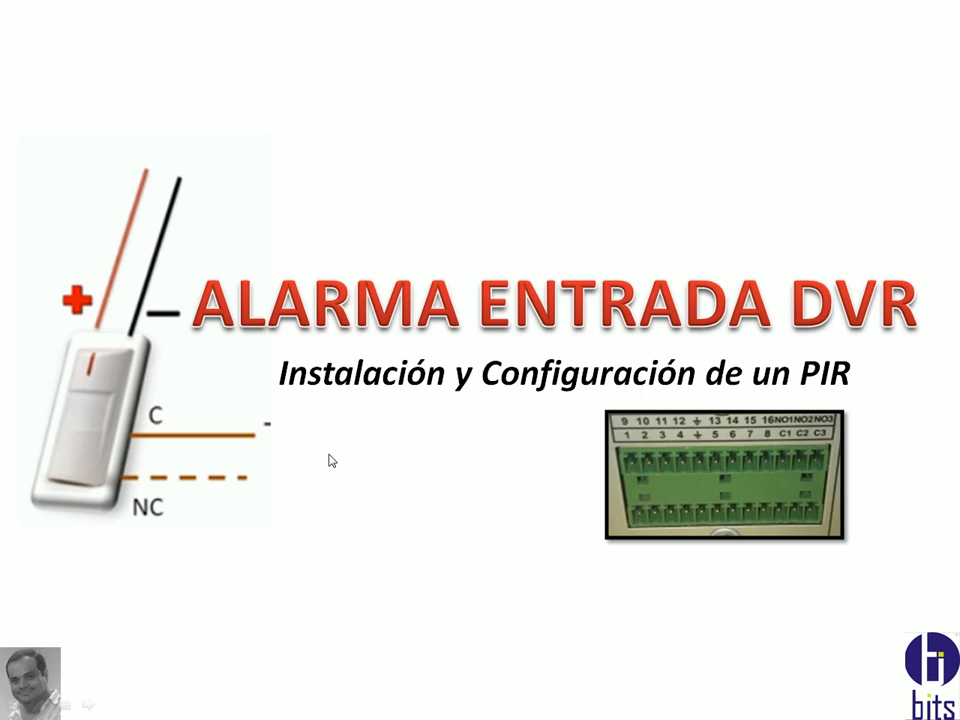 ALARMA ENTRADA DVR
Instalación y Configuración de un PIR
+
−
C
NC
9 10 11 12 ⏚ 13 14 15 16 NO1 NO2 NO3
1 2 3 4 ⏚ 5 6 7 8 C1 C2 C3
bits